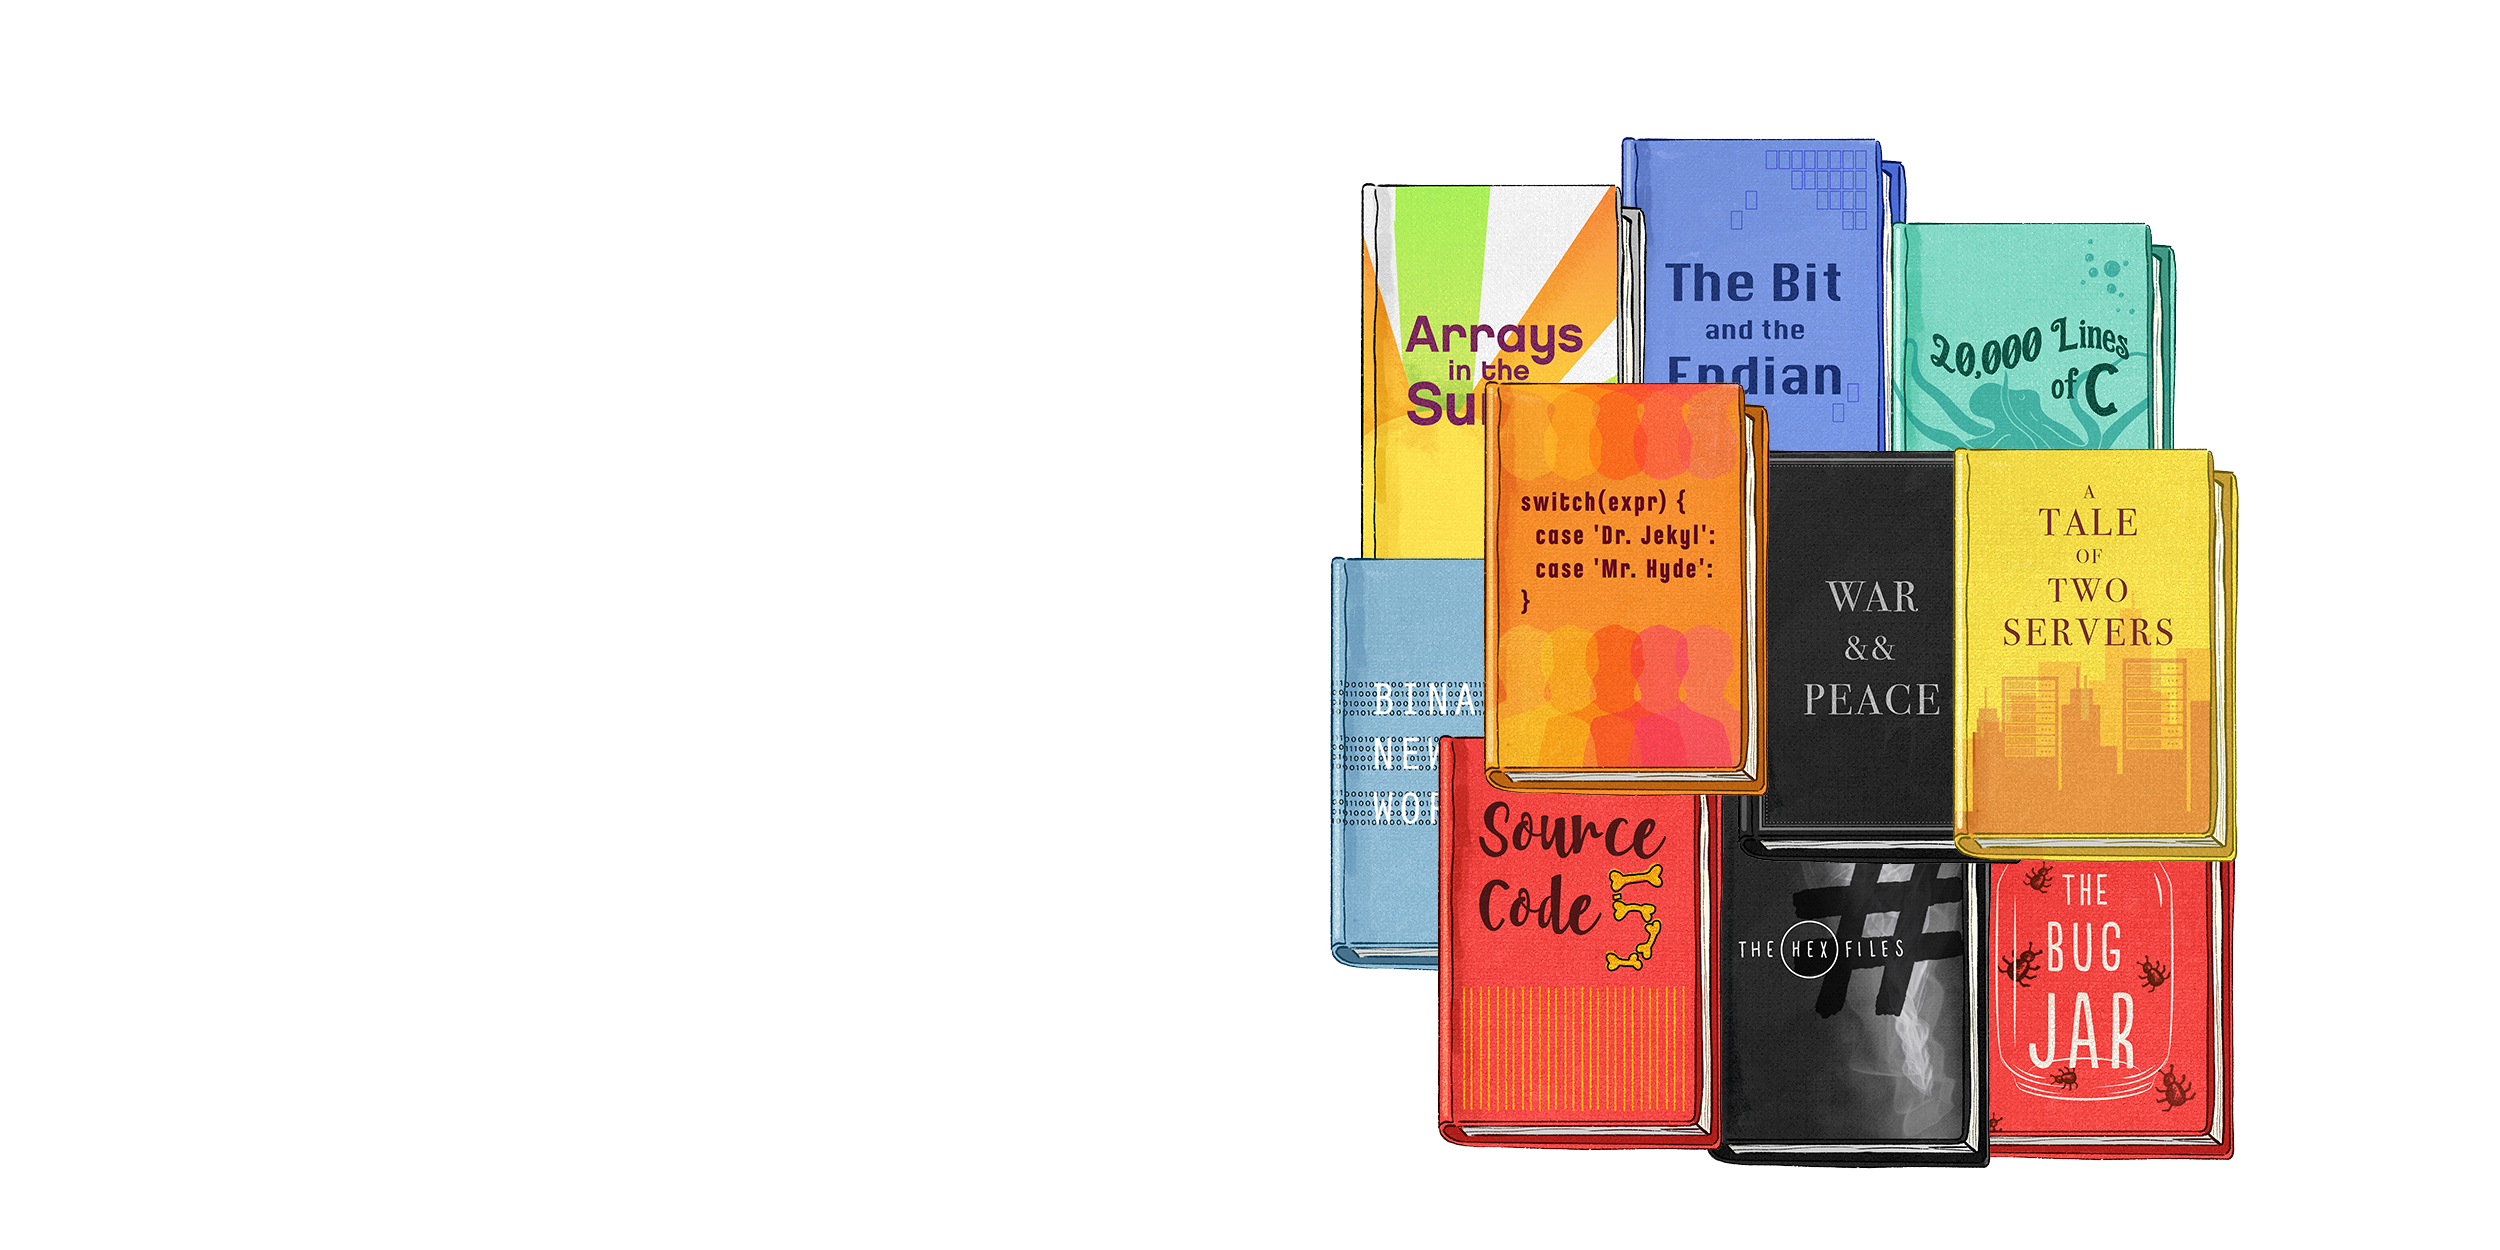 Arrays
in the
The Bit
and the
Endian
20,000 Lines
of C
switch(expr) {
case 'Dr. Jekyl':
case 'Mr. Hyde':
}
WAR
&&
PEACE
A
TALE
OF
TWO
SERVERS
Source
Code
THE HEX FILES
#
THE
BUG
JAR